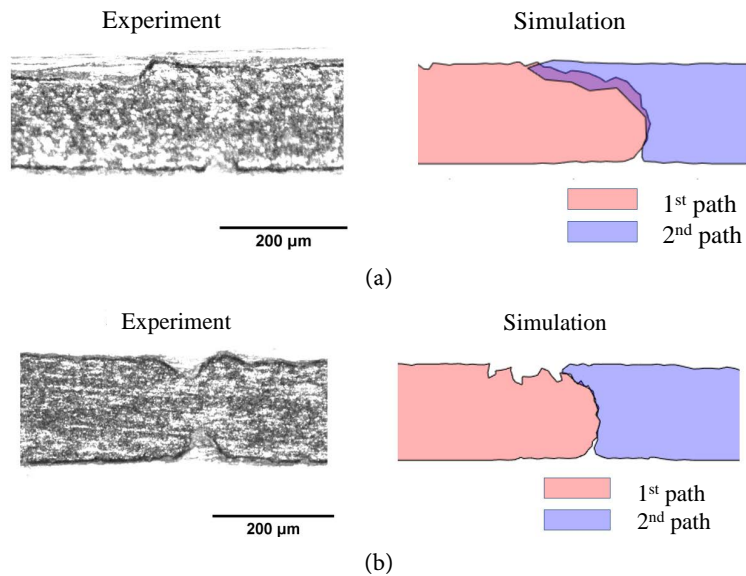 Experiment
Simulation
200 µm
1st path
2nd path
(a)
Experiment
Simulation
200 µm
1st path
2nd path
(b)